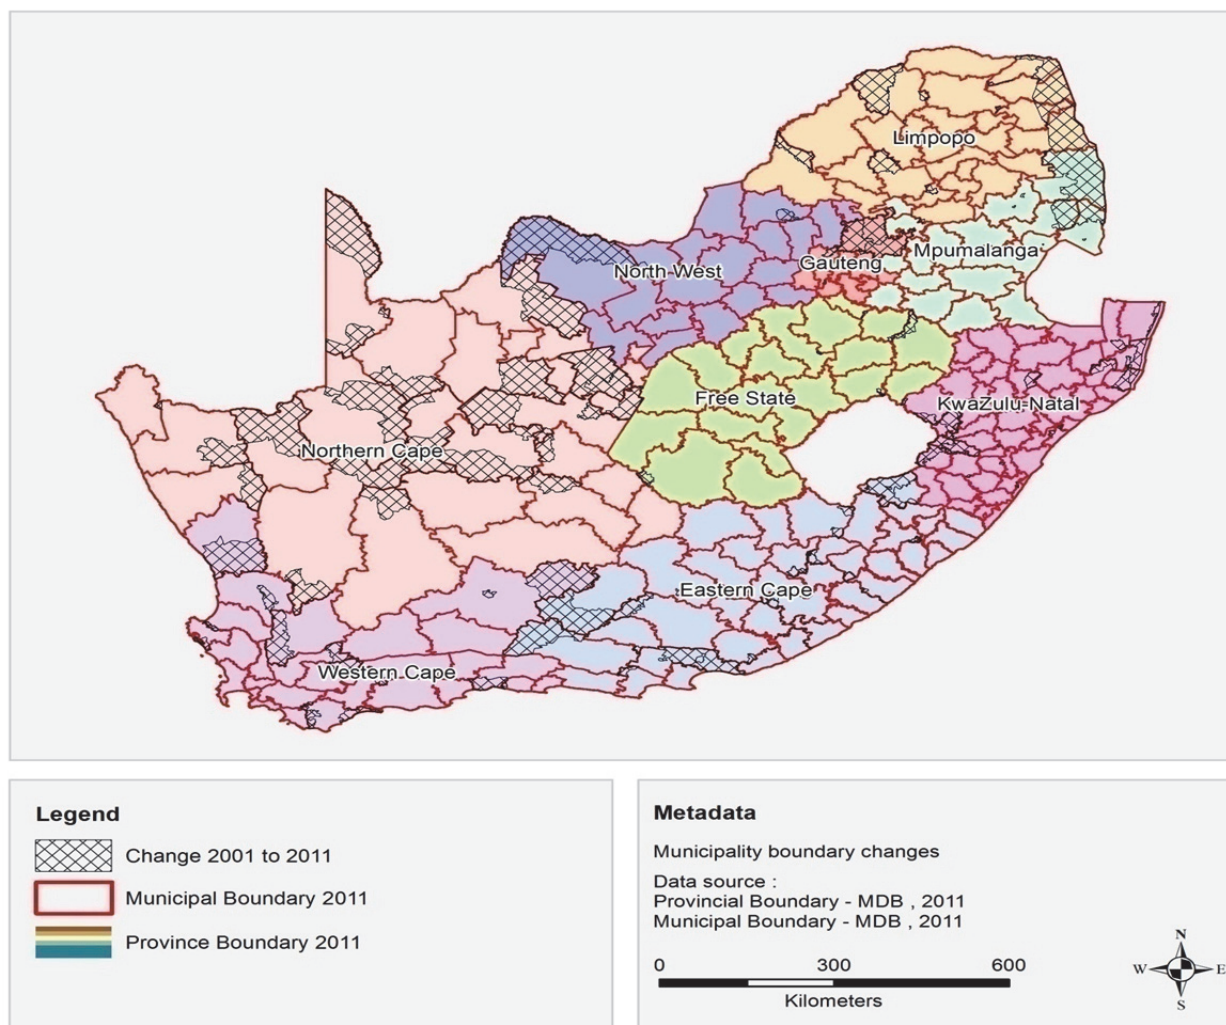 Limpopo
Mpumalanga
Gauteng
North West
Free State
KwaZulu-Natal
Northern Cape
Eastern Cape
Western Cape
Legend
Change 2001 to 2011
Municipal Boundary 2011
Province Boundary 2011
Metadata
Municipality boundary changes
Data source :
Provincial Boundary - MDB , 2011
Municipal Boundary - MDB , 2011
0 300 600
Kilometers
N
W E
S